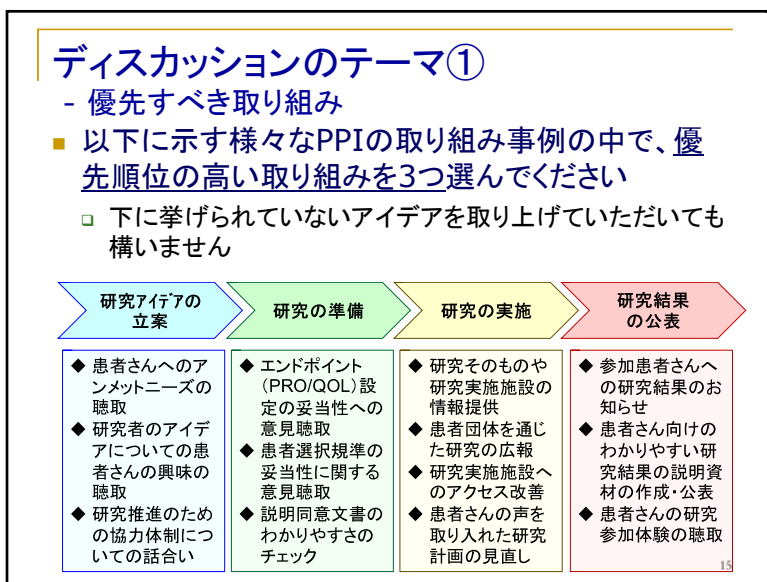 ディスカッションのテーマ①
- 優先すべき取り組み
■ 以下に示す様々なPPIの取り組み事例の中で、優
先順位の高い取り組みを3つ選んでください
□ 下に挙げられていないアイデアを取り上げていただいても
構いません
研究アイデアの
立案
研究の準備
研究の実施
研究結果
の公表
◆ 患者さんへのア
ンメットニーズの
聴取
◆ 研究者のアイデ
アについての患
者さんの興味の
聴取
◆ 研究推進のため
の協力体制につ
いての話合い
◆ エンドポイント
(PRO/QOL)設
定の妥当性への
意見聴取
◆ 患者選択規準の
妥当性に関する
意見聴取
◆ 説明同意文書の
わかりやすさの
チェック
◆ 研究そのものや
研究実施施設の
情報提供
◆ 患者団体を通じ
た研究の広報
◆ 研究実施施設へ
のアクセス改善
◆ 患者さんの声を
取り入れた研究
計画の見直し
◆ 参加患者さんへ
の研究結果のお
知らせ
◆ 患者さん向けの
わかりやすい研
究結果の説明資
材の作成・公表
◆ 患者さんの研究
参加体験の聴取
15